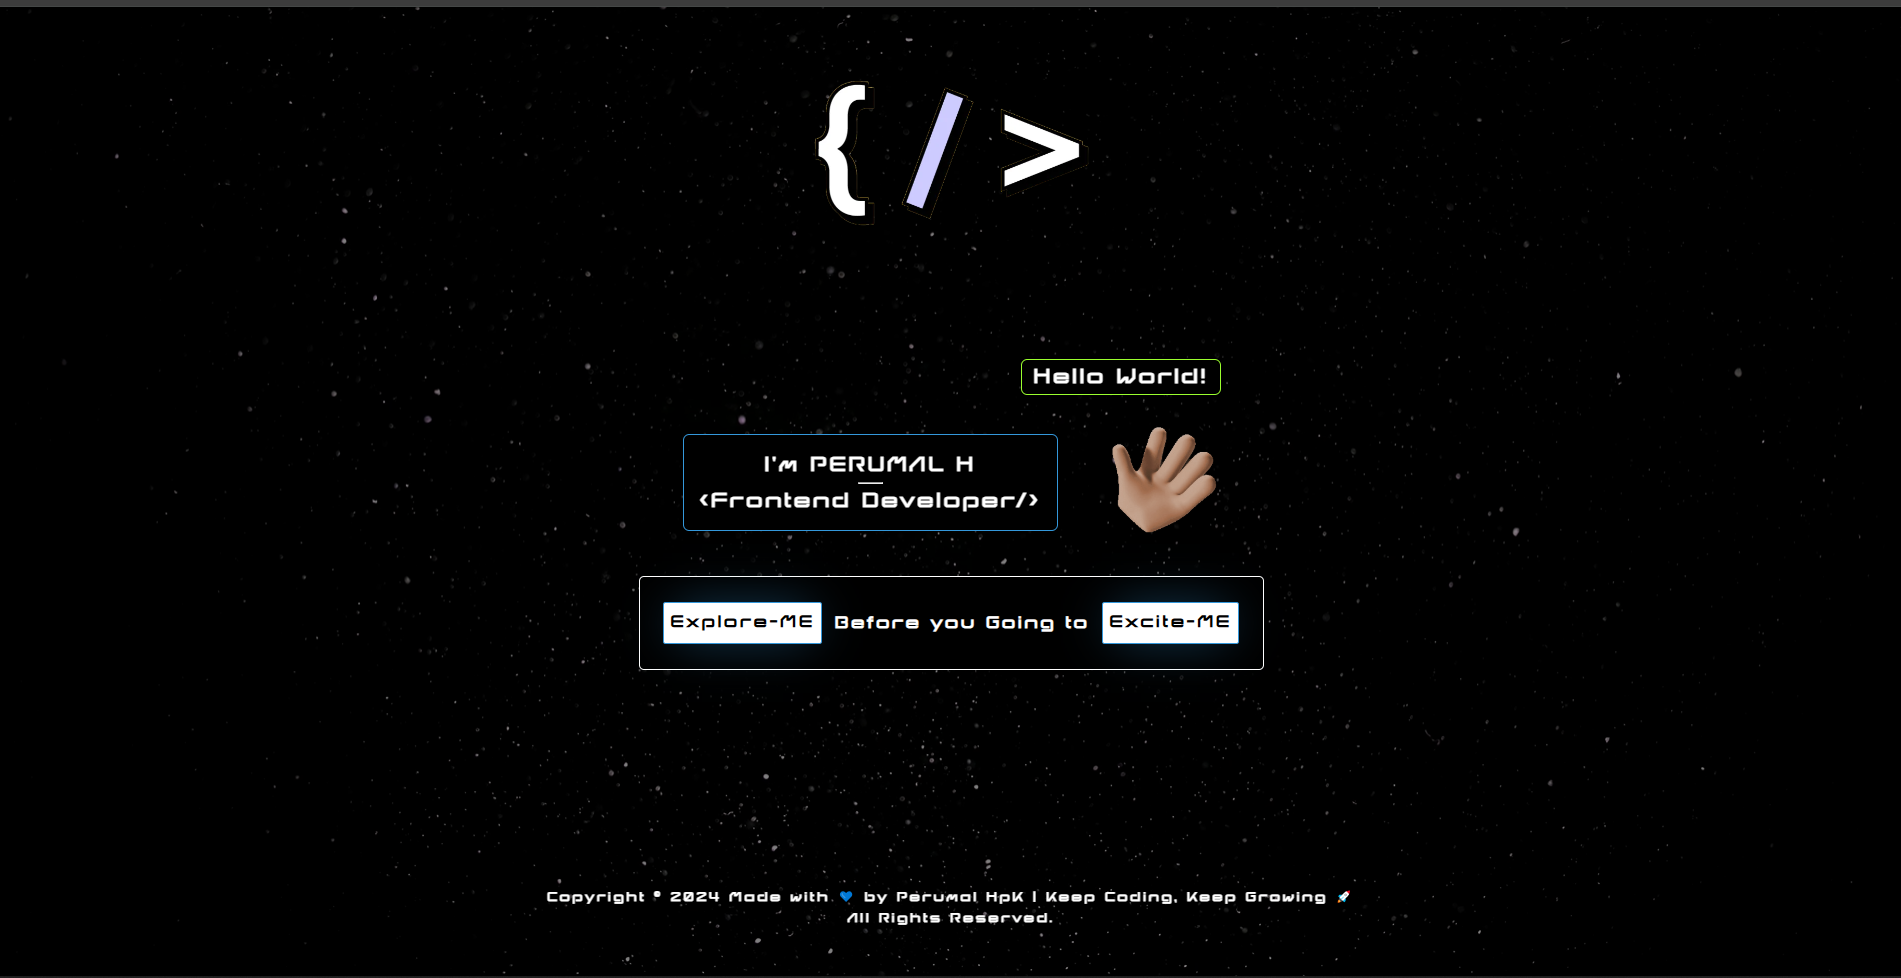 { / >
Hello World!
I'm PERUMAL H
<Frontend Developer/>
Explore-ME Before you Going to Excite-ME
Copyright © 2024 Made with 💙 by Perumal HpK | Keep Coding, Keep Growing 🚀
All Rights Reserved.